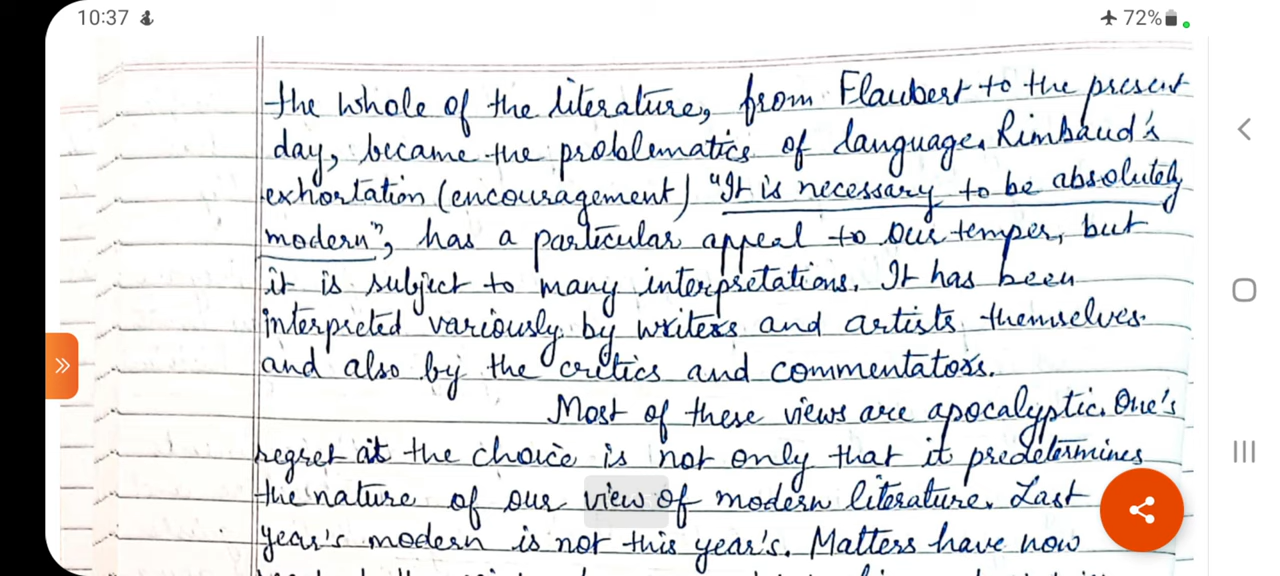 10:37
72%
the whole of the literature, from Flaubert to the present
day, became the problematics of language. Rimbaud's
exhortation (encouragement) "It is necessary to be absolutely
modern", has a particular appeal to our temper, but
it is subject to many interpretations. It has been
interpreted variously by writers and artists themselves
and also by the critics and commentators.
Most of these views are apocalyptic. One's
regret at the choice is not only that it predetermines
the nature of our view of modern literature. Last
year's modern is not this year's. Matters have now